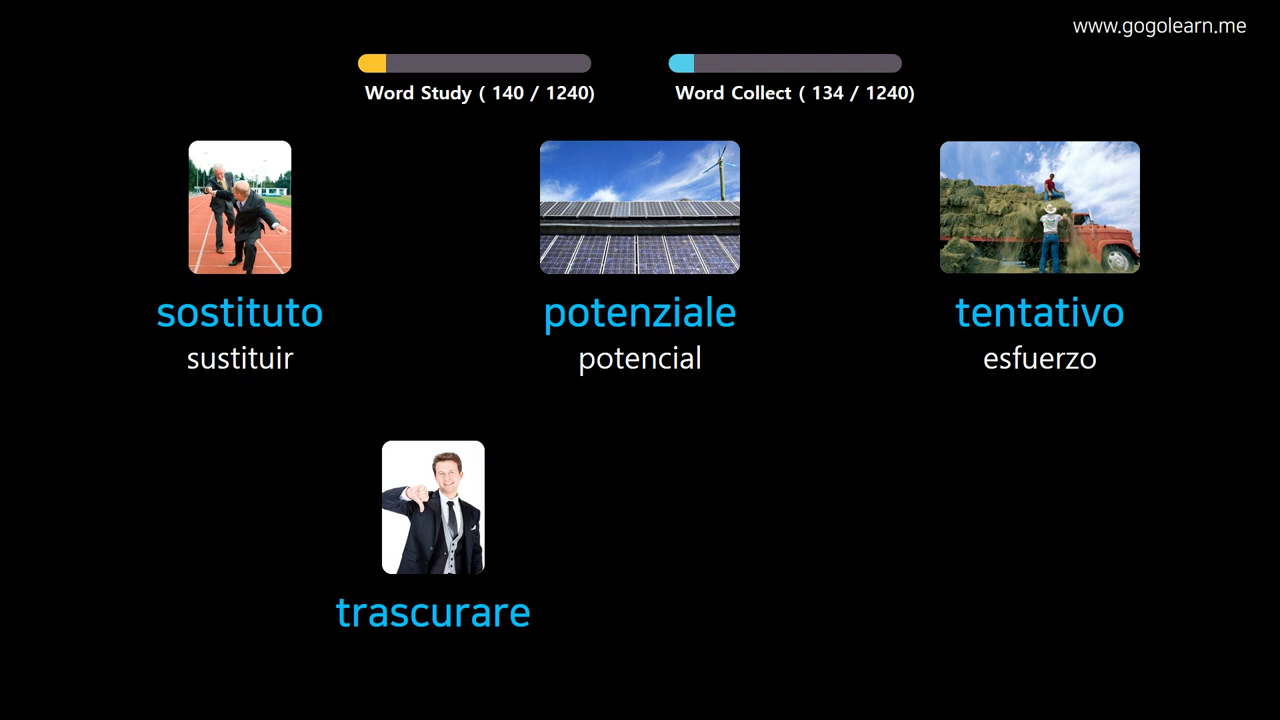 www.gogolearn.me
Word Study ( 140 / 1240)
Word Collect ( 134 / 1240)
sostituto
potenziale
tentativo
sustituir
potencial
esfuerzo
trascurare